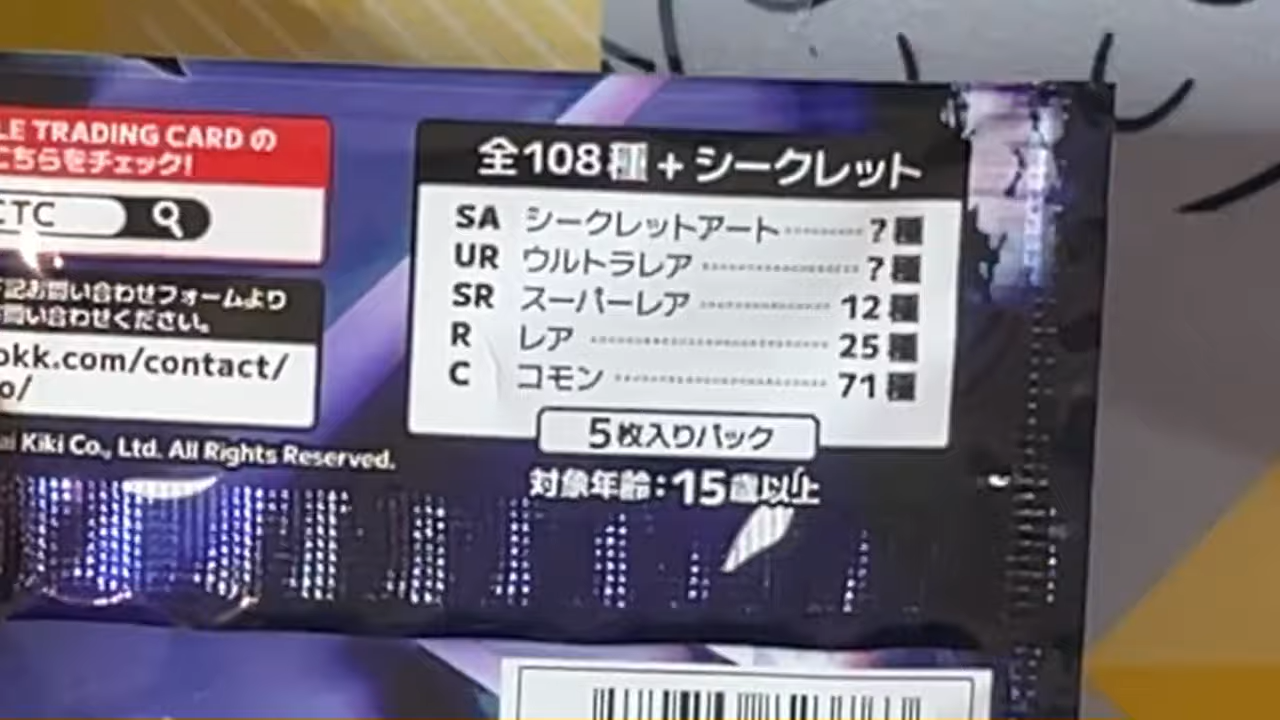 LE TRADING CARD の
こちらをチェック!
CTC
下記お問い合わせフォームより
お問い合わせください。
okk.com/contact/
o/
ai Kiki Co., Ltd. All Rights Reserved.
全108種+シークレット
SA シークレットアート ?種
UR ウルトラレア ?種
SR スーパーレア 12種
R レア 25種
C コモン 71種
5枚入りパック
対象年齢:15歳以上